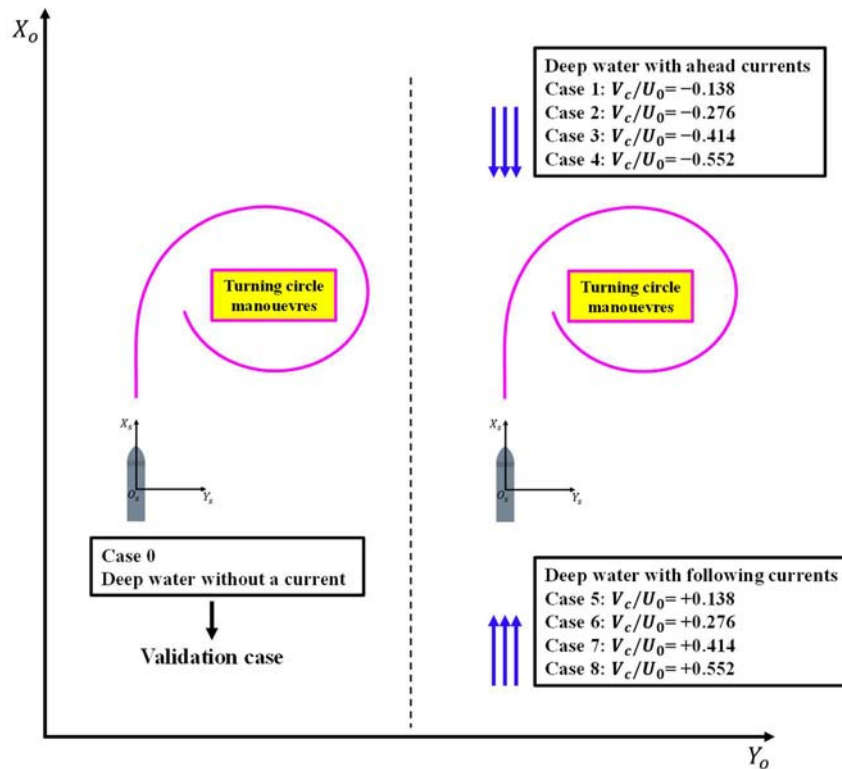 X_o
Deep water with ahead currents
Case 1: V_c/U_0= −0.138
Case 2: V_c/U_0= −0.276
Case 3: V_c/U_0= −0.414
Case 4: V_c/U_0= −0.552
Turning circle
manouevres
Turning circle
manouevres
X_s
O_s
Y_s
X_s
O_s
Y_s
Case 0
Deep water without a current
Validation case
Deep water with following currents
Case 5: V_c/U_0= +0.138
Case 6: V_c/U_0= +0.276
Case 7: V_c/U_0= +0.414
Case 8: V_c/U_0= +0.552
Y_o